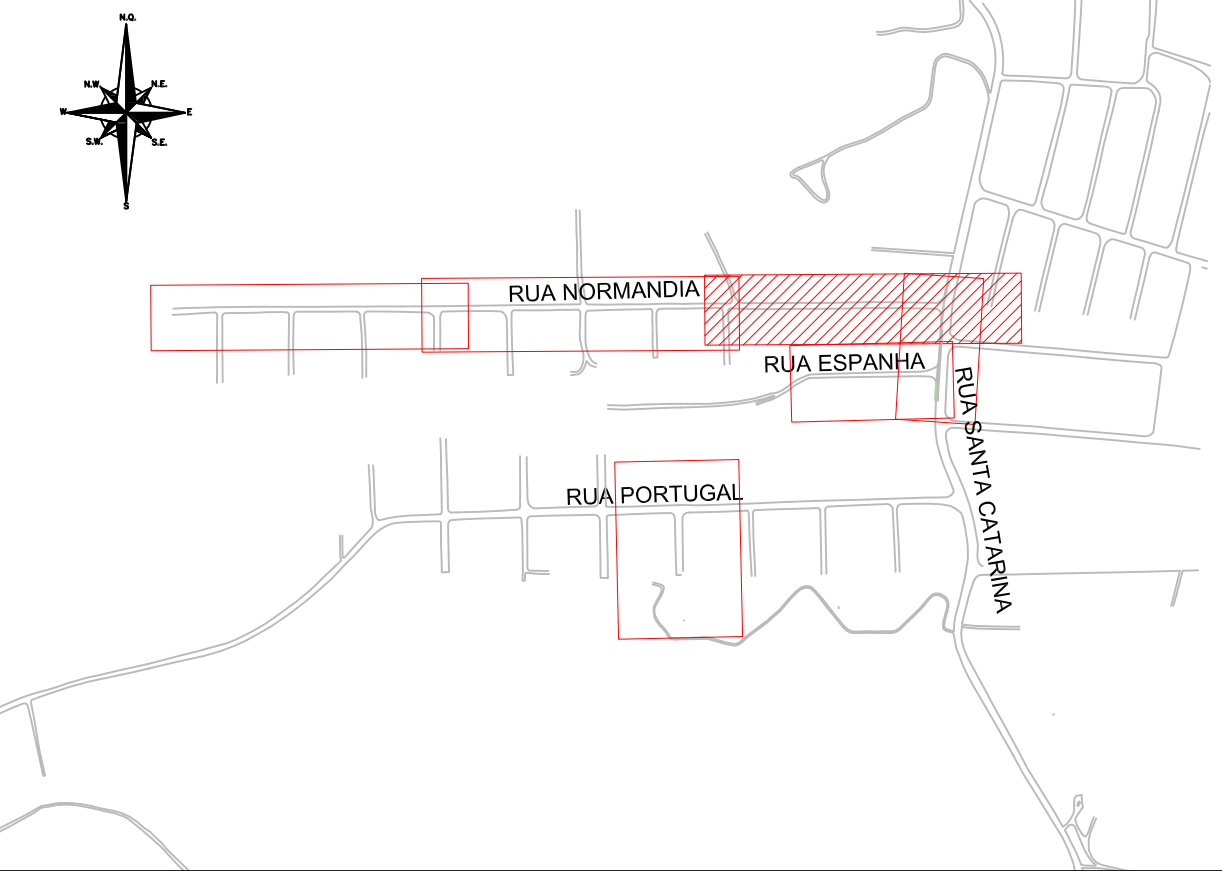 N.Q.
N.W.
N.E.
W
E
S.W.
S.E.
S
RUA NORMANDIA
RUA ESPANHA
RUA SANTA CATARINA
RUA PORTUGAL